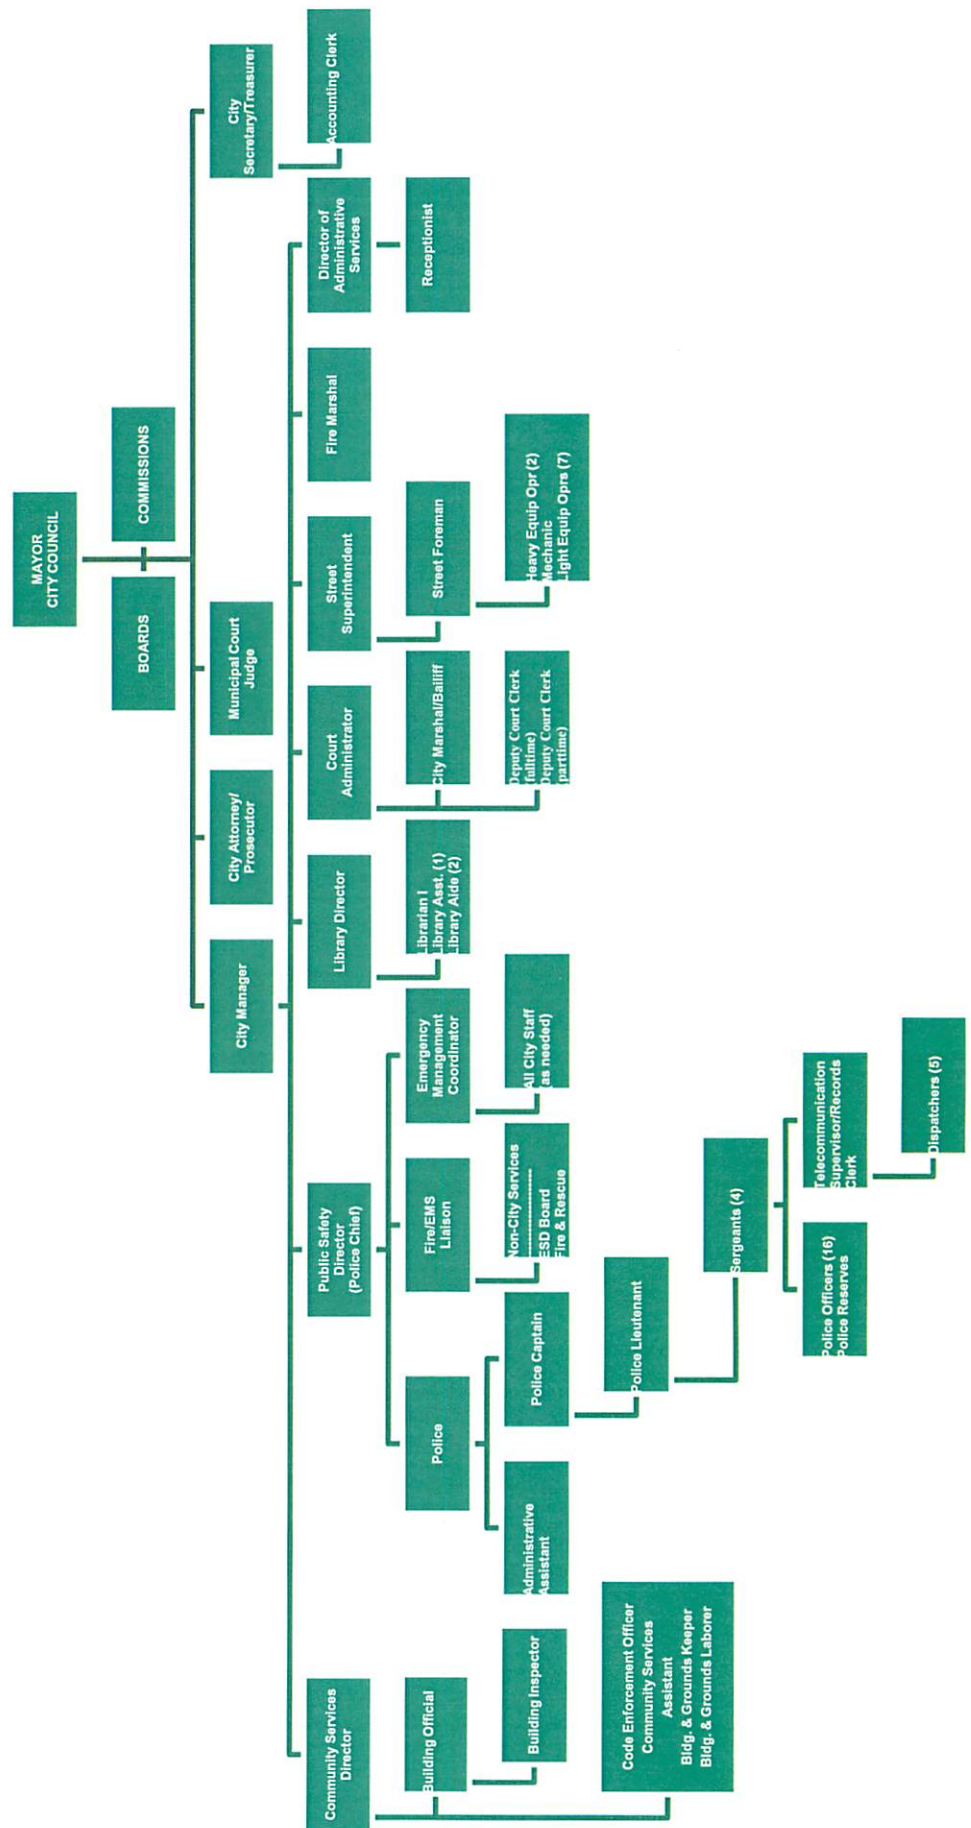 MAYOR
CITY COUNCIL
BOARDS
COMMISSIONS
City Manager
City Attorney/
Prosecutor
Municipal Court
Judge
City
Secretary/Treasurer
Community Services
Director
Public Safety
Director
(Police Chief)
Library Director
Court
Administrator
Street
Superintendent
Fire Marshal
Director of
Administrative
Services
Accounting Clerk
Building Official
Police
Fire/EMS
Liaison
Emergency
Management
Coordinator
Librarian I
Library Asst. (1)
Library Aide (2)
City Marshal/Bailiff
Street Foreman
Receptionist
Building Inspector
Administrative
Assistant
Police Captain
Non-City Services
--------------------
ESD Board
Fire & Rescue
All City Staff
(as needed)
Deputy Court Clerk
(fulltime)
Deputy Court Clerk
(parttime)
Heavy Equip Opr (2)
Mechanic
Light Equip Oprs (7)
Code Enforcement Officer
Community Services
Assistant
Bldg. & Grounds Keeper
Bldg. & Grounds Laborer
Police Lieutenant
Sergeants (4)
Police Officers (16)
Police Reserves
Telecommunication
Supervisor/Records
Clerk
Dispatchers (5)